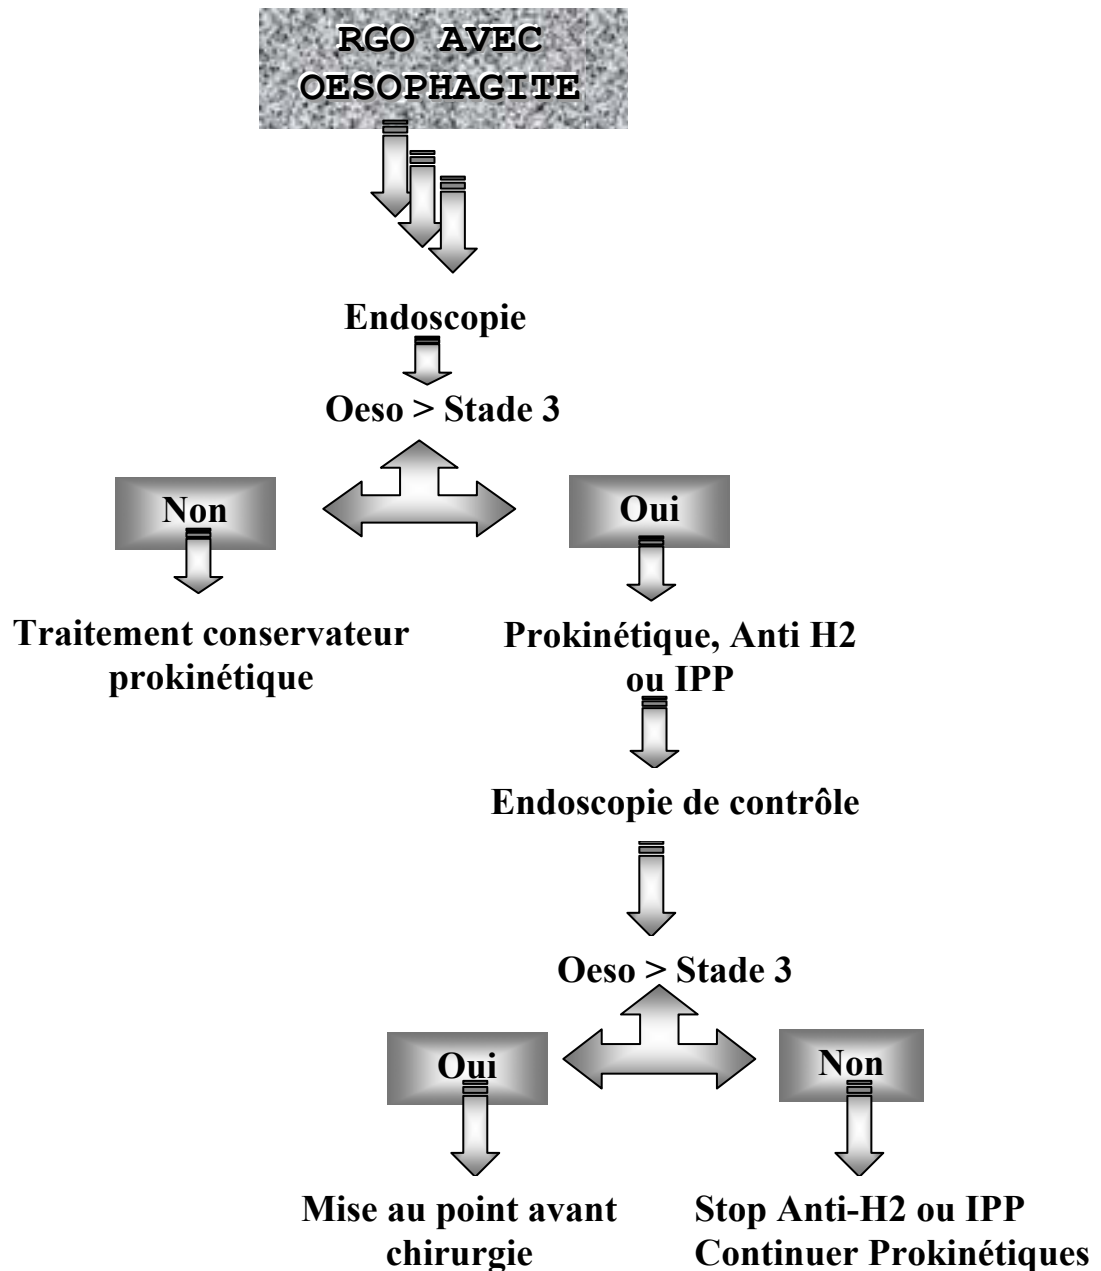 RGO AVEC
OESOPHAGITE
Endoscopie
Oeso > Stade 3
Non
Oui
Traitement conservateur
prokinétique
Prokinétique, Anti H2
ou IPP
Endoscopie de contrôle
Oeso > Stade 3
Oui
Non
Mise au point avant
chirurgie
Stop Anti-H2 ou IPP
Continuer Prokinétiques